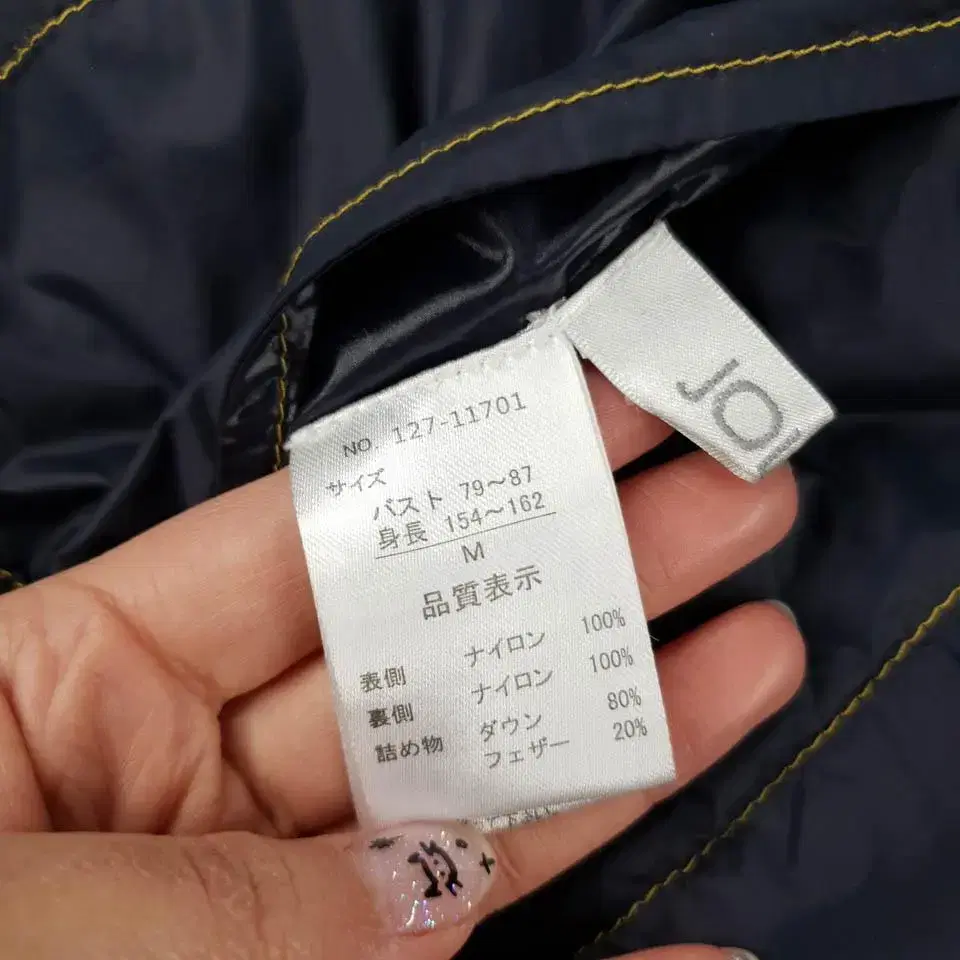 NO. 127-11701
サイズ
バスト 79～87
身長 154～162
M
品質表示
表側 ナイロン 100%
裏側 ナイロン 100%
詰め物 ダウン 80%
フェザー 20%
JO